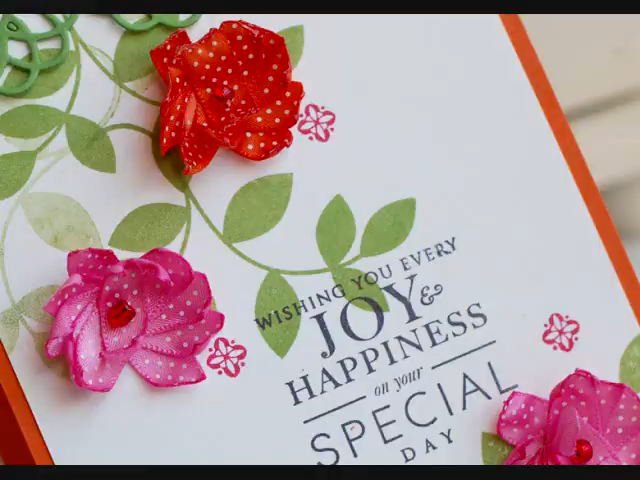 WISHING YOU EVERY
JOY &
HAPPINESS
on your
SPECIAL
DAY